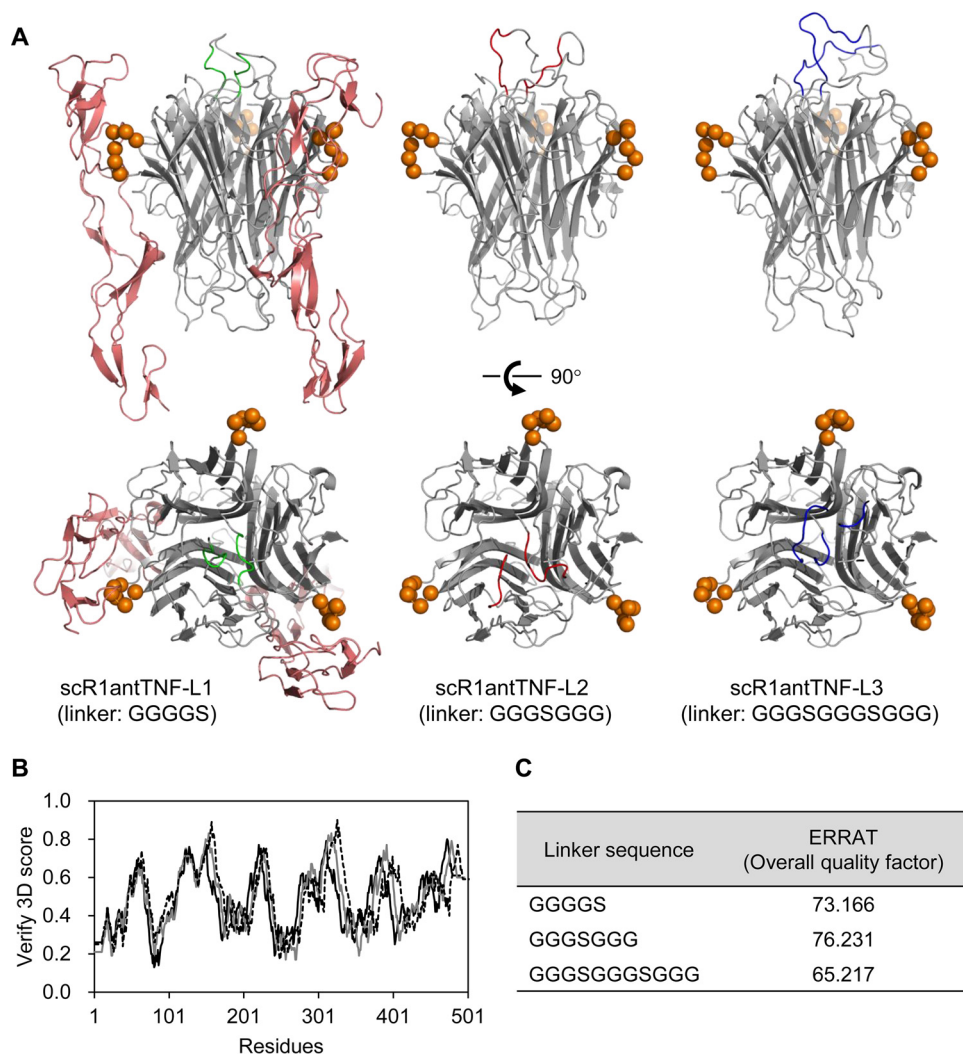 A
90°
scR1antTNF-L1
(linker: GGGGS)
scR1antTNF-L2
(linker: GGGSGGG)
scR1antTNF-L3
(linker: GGGSGGGSGGG)
B
Verify 3D score
1.0
0.8
0.6
0.4
0.2
0.0
1
101
201
301
401
501
Residues
C
Linker sequence
ERRAT
(Overall quality factor)
GGGGS
73.166
GGGSGGG
76.231
GGGSGGGSGGG
65.217